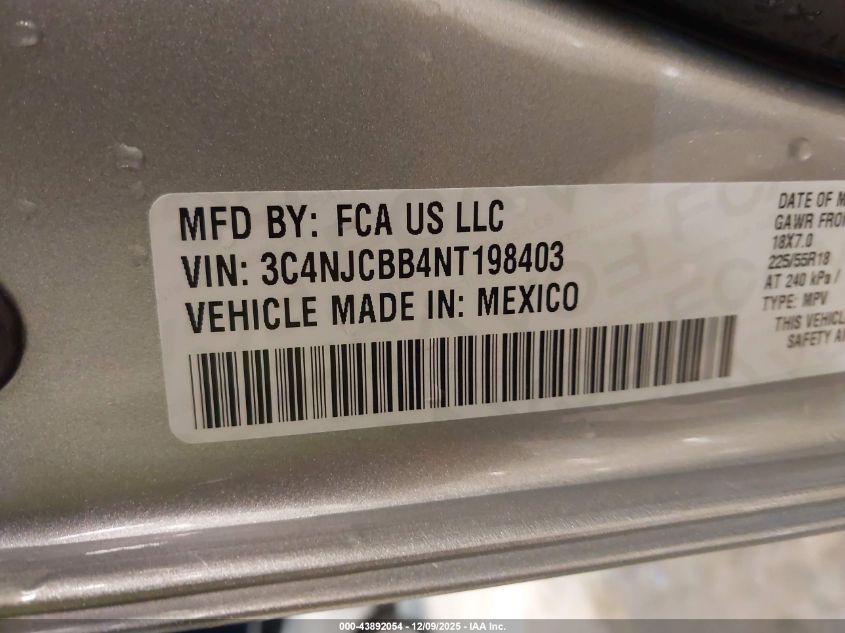 MFD BY: FCA US LLC
VIN: 3C4NJCBB4NT198403
VEHICLE MADE IN: MEXICO
DATE OF M
GAWR FRO
18X7.0
225/55R18
AT 240 kPa /
TYPE: MPV
THIS VEHICL
SAFETY A
000-43892054 - 12/09/2025 - IAA Inc.